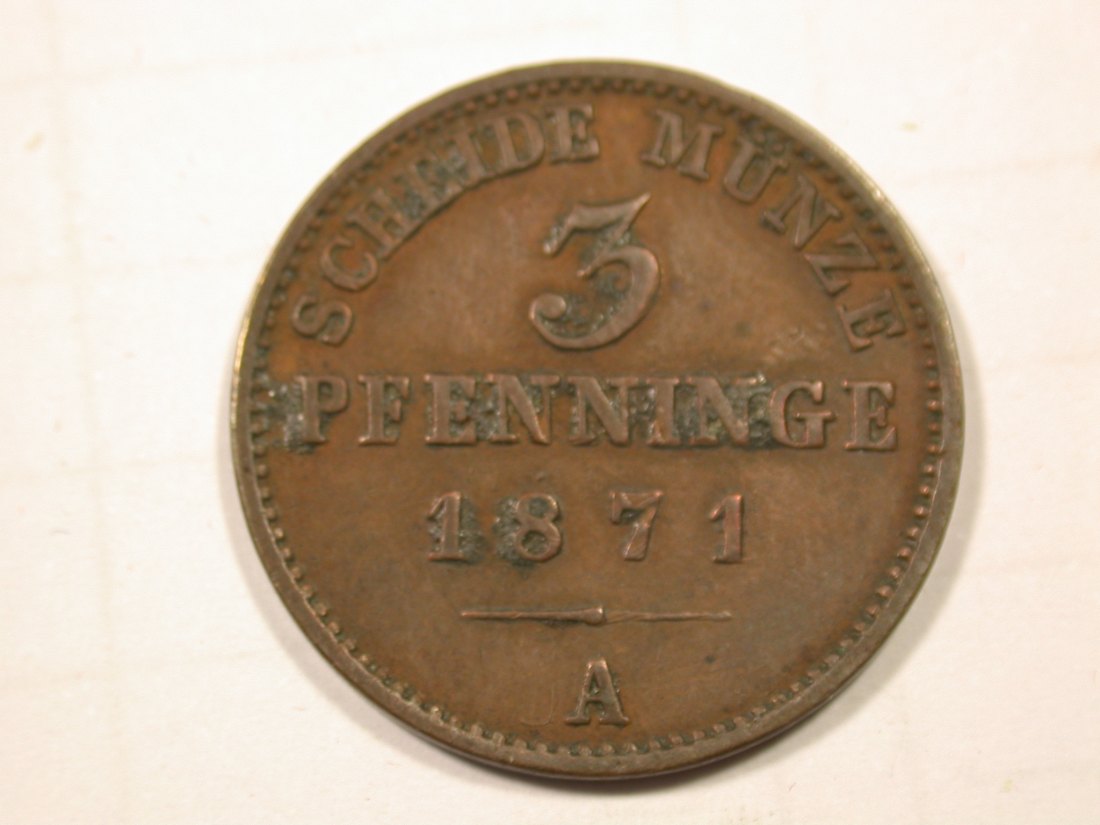 SCHEIDE MÜNZE
3
PFENNINGE
1871
A